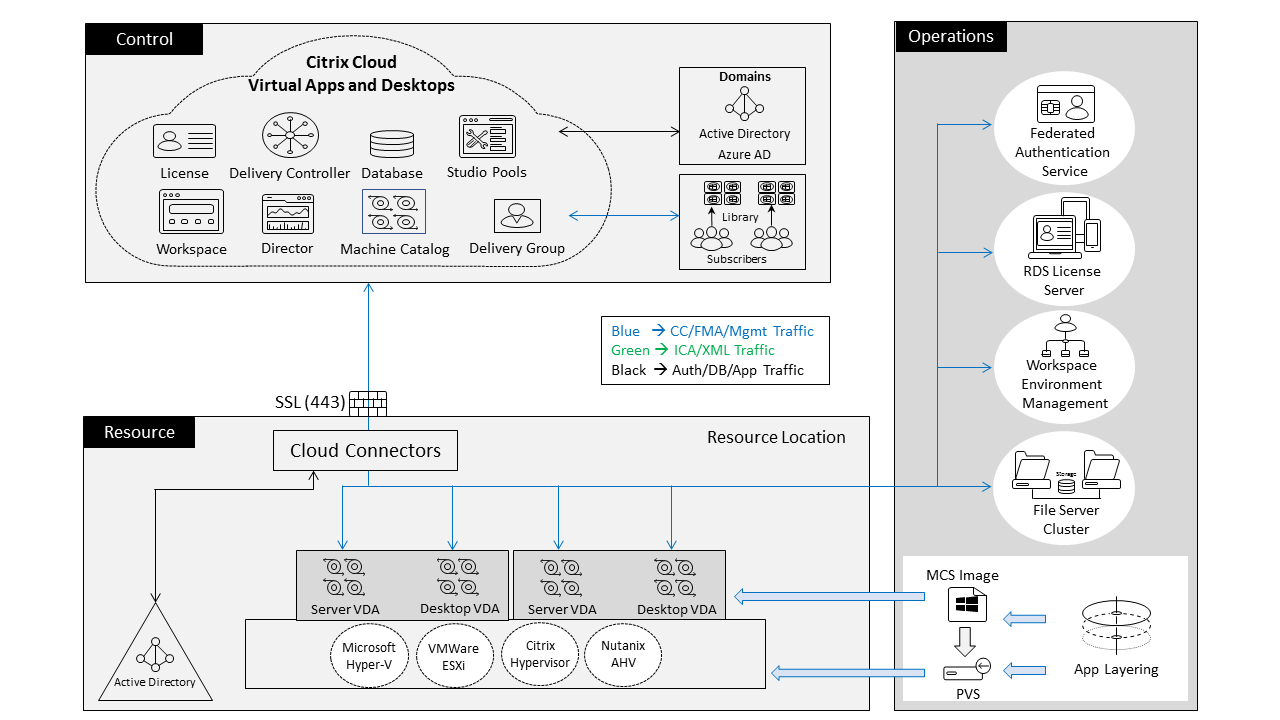 Control
Citrix Cloud
Virtual Apps and Desktops
License
Delivery Controller
Database
Studio Pools
Workspace
Director
Machine Catalog
Delivery Group
Domains
Active Directory
Azure AD
Library
Subscribers
Blue → CC/FMA/Mgmt Traffic
Green → ICA/XML Traffic
Black → Auth/DB/App Traffic
SSL (443)
Resource
Resource Location
Cloud Connectors
Server VDA
Desktop VDA
Server VDA
Desktop VDA
Microsoft
Hyper-V
VMWare
ESXi
Citrix
Hypervisor
Nutanix
AHV
Active Directory
Operations
Federated
Authentication
Service
RDS License
Server
Workspace
Environment
Management
Storage
File Server
Cluster
MCS Image
PVS
App Layering